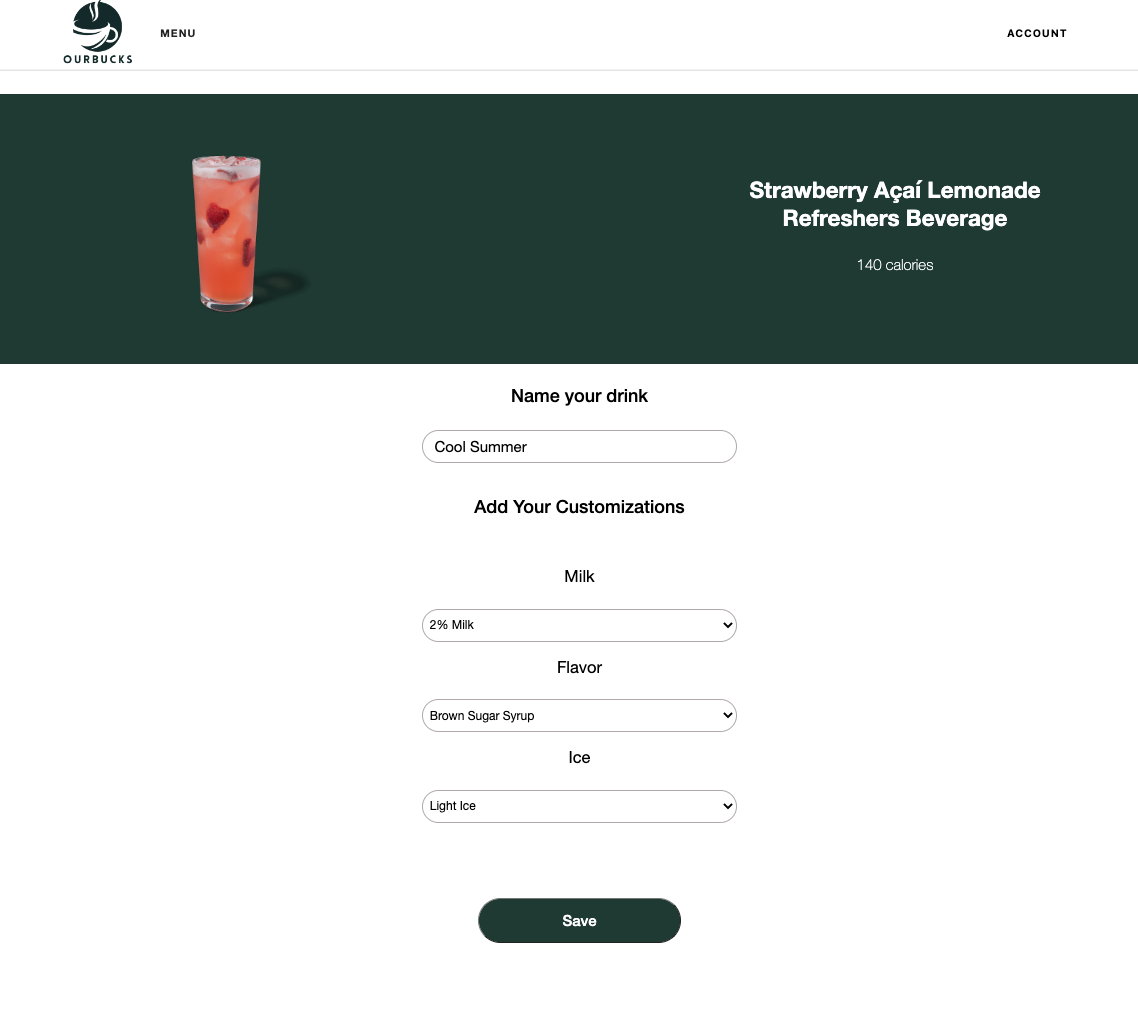 OURBUCKS
MENU
ACCOUNT
Strawberry Açaí Lemonade
Refreshers Beverage
140 calories
Name your drink
Cool Summer
Add Your Customizations
Milk
2% Milk
Flavor
Brown Sugar Syrup
Ice
Light Ice
Save